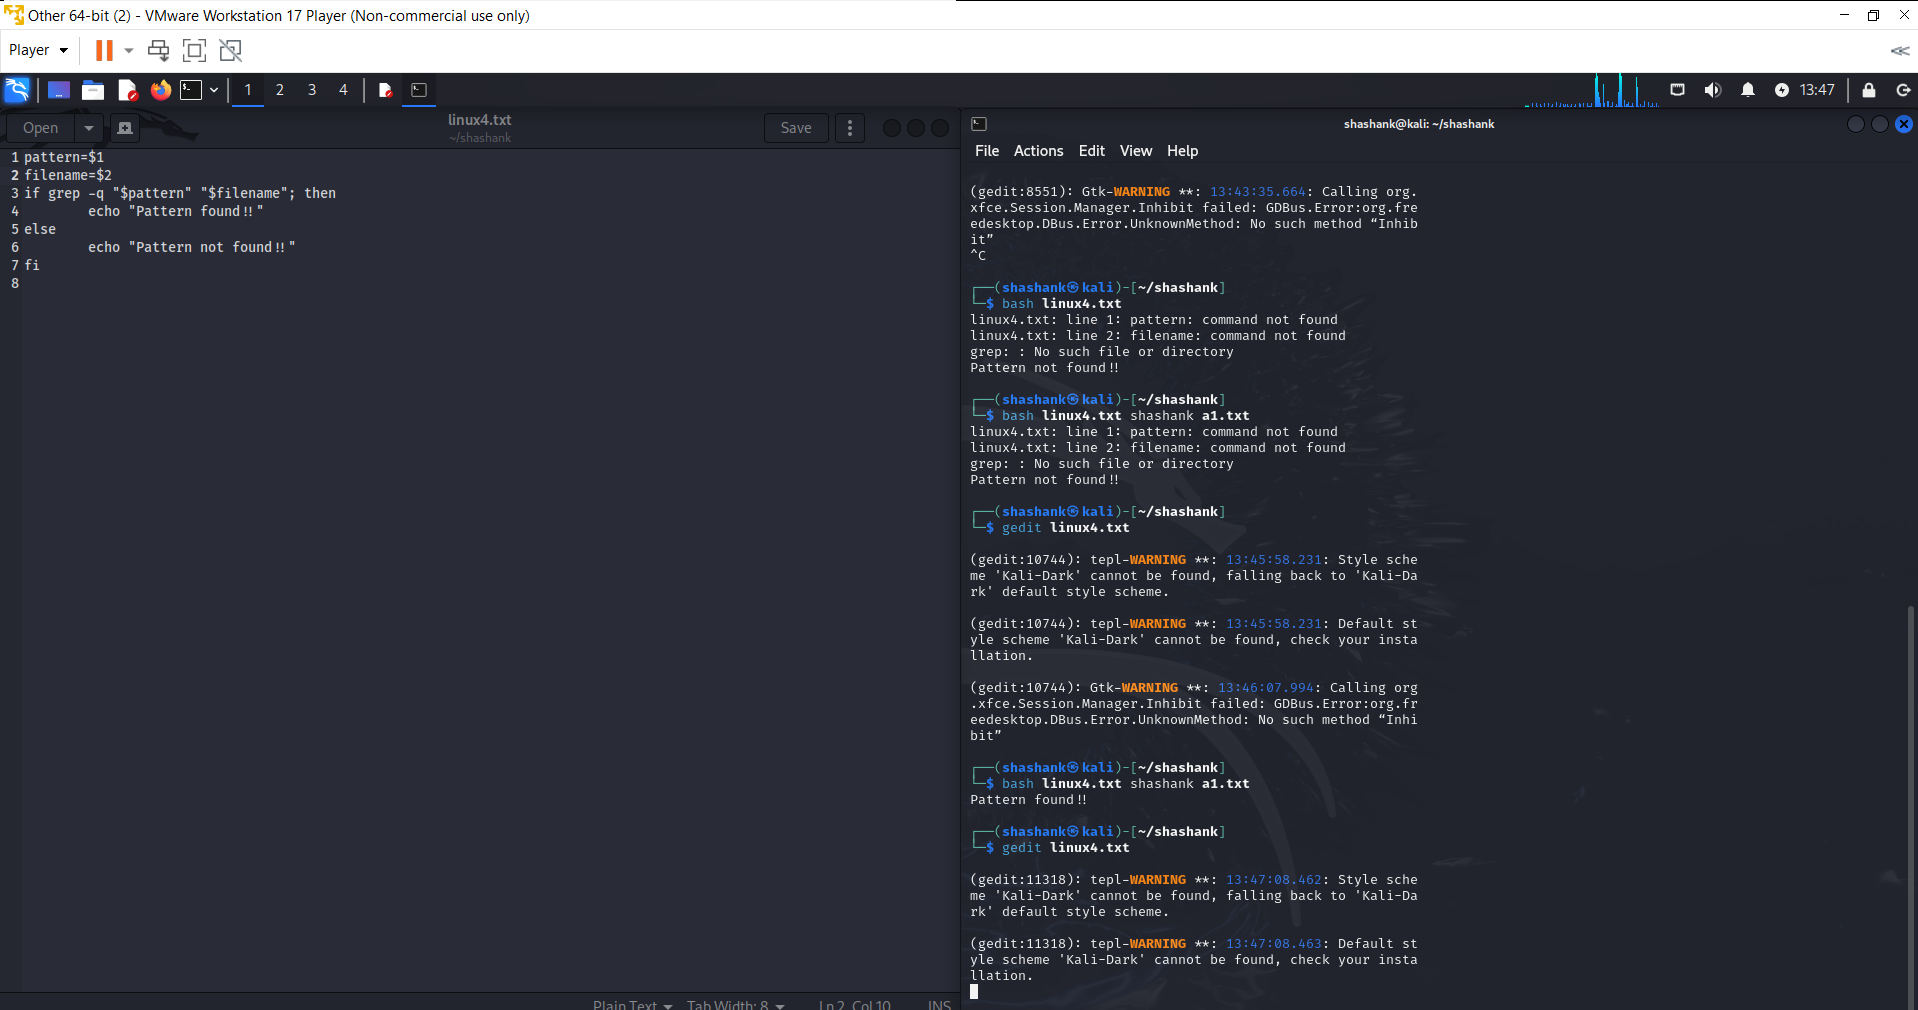 Other 64-bit (2) - VMware Workstation 17 Player (Non-commercial use only)
Player
1 2 3 4
13:47
Open
linux4.txt
~/shashank
Save
1 pattern=$1
2 filename=$2
3 if grep -q "$pattern" "$filename"; then
4 echo "Pattern found!!"
5 else
6 echo "Pattern not found!!"
7 fi
8
Plain Text Tab Width: 8 Ln 2, Col 10 INS
shashank@kali: ~/shashank
File Actions Edit View Help
(gedit:8551): Gtk-WARNING **: 13:43:35.664: Calling org.
xfce.Session.Manager.Inhibit failed: GDBus.Error:org.fre
edesktop.DBus.Error.UnknownMethod: No such method “Inhib
it”
^C
┌──(shashank㉿kali)-[~/shashank]
└─$ bash linux4.txt
linux4.txt: line 1: pattern: command not found
linux4.txt: line 2: filename: command not found
grep: : No such file or directory
Pattern not found!!
┌──(shashank㉿kali)-[~/shashank]
└─$ bash linux4.txt shashank a1.txt
linux4.txt: line 1: pattern: command not found
linux4.txt: line 2: filename: command not found
grep: : No such file or directory
Pattern not found!!
┌──(shashank㉿kali)-[~/shashank]
└─$ gedit linux4.txt
(gedit:10744): tepl-WARNING **: 13:45:58.231: Style sche
me 'Kali-Dark' cannot be found, falling back to 'Kali-Da
rk' default style scheme.
(gedit:10744): tepl-WARNING **: 13:45:58.231: Default st
yle scheme 'Kali-Dark' cannot be found, check your insta
llation.
(gedit:10744): Gtk-WARNING **: 13:46:07.994: Calling org
.xfce.Session.Manager.Inhibit failed: GDBus.Error:org.fr
eedesktop.DBus.Error.UnknownMethod: No such method “Inhi
bit”
┌──(shashank㉿kali)-[~/shashank]
└─$ bash linux4.txt shashank a1.txt
Pattern found!!
┌──(shashank㉿kali)-[~/shashank]
└─$ gedit linux4.txt
(gedit:11318): tepl-WARNING **: 13:47:08.462: Style sche
me 'Kali-Dark' cannot be found, falling back to 'Kali-Da
rk' default style scheme.
(gedit:11318): tepl-WARNING **: 13:47:08.463: Default st
yle scheme 'Kali-Dark' cannot be found, check your insta
llation.